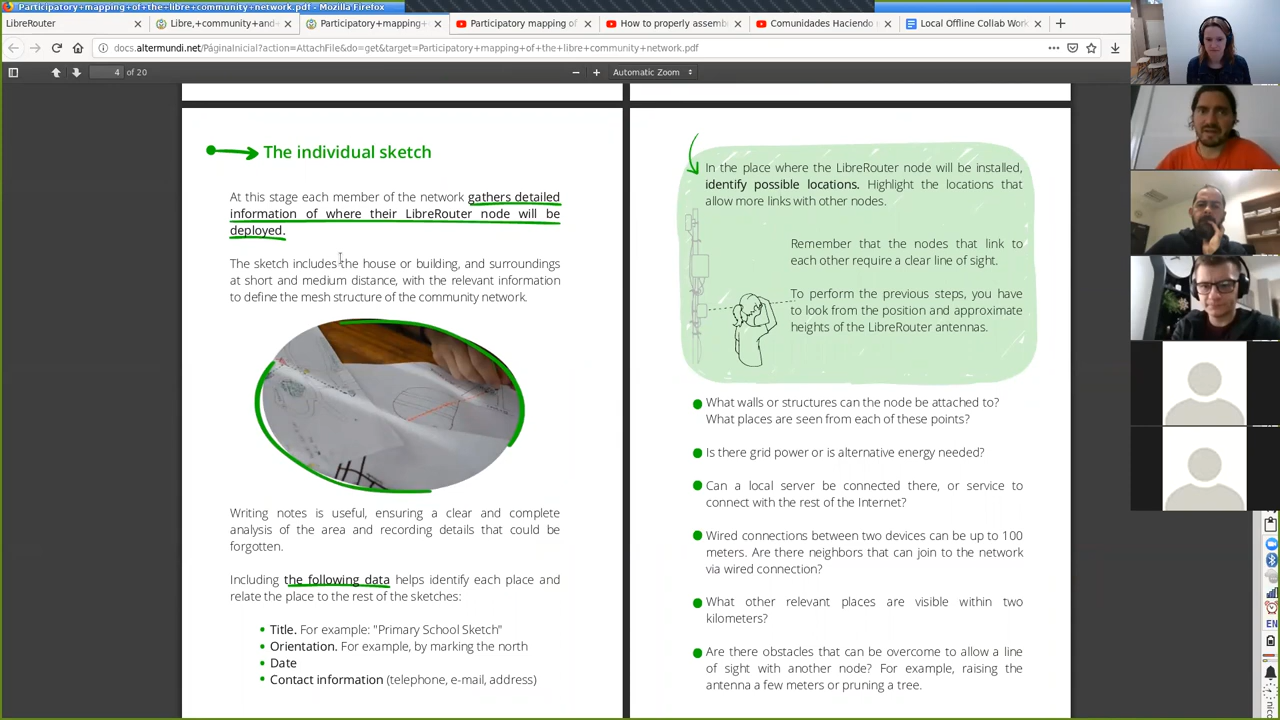 Participatory+mapping+of+the+libre+community+network.pdf - Mozilla Firefox
LibreRouter
Libre,+community+and+
Participatory+mapping+
Participatory mapping of
How to properly assemb
Comunidades Haciendo
Local Offline Collab Work
docs.altermundi.net/PáginaInicial?action=AttachFile&do=get&target=Participatory+mapping+of+the+libre+community+network.pdf
4 of 20
Automatic Zoom
The individual sketch
At this stage each member of the network gathers detailed
information of where their LibreRouter node will be
deployed.
The sketch includes the house or building, and surroundings
at short and medium distance, with the relevant information
to define the mesh structure of the community network.
Writing notes is useful, ensuring a clear and complete
analysis of the area and recording details that could be
forgotten.
Including the following data helps identify each place and
relate the place to the rest of the sketches:
• Title. For example: "Primary School Sketch"
• Orientation. For example, by marking the north
• Date
• Contact information (telephone, e-mail, address)
In the place where the LibreRouter node will be installed,
identify possible locations. Highlight the locations that
allow more links with other nodes.
Remember that the nodes that link to
each other require a clear line of sight.
To perform the previous steps, you have
to look from the position and approximate
heights of the LibreRouter antennas.
What walls or structures can the node be attached to?
What places are seen from each of these points?
Is there grid power or is alternative energy needed?
Can a local server be connected there, or service to
connect with the rest of the Internet?
Wired connections between two devices can be up to 100
meters. Are there neighbors that can join to the network
via wired connection?
What other relevant places are visible within two
kilometers?
Are there obstacles that can be overcome to allow a line
of sight with another node? For example, raising the
antenna a few meters or pruning a tree.
EN
nico